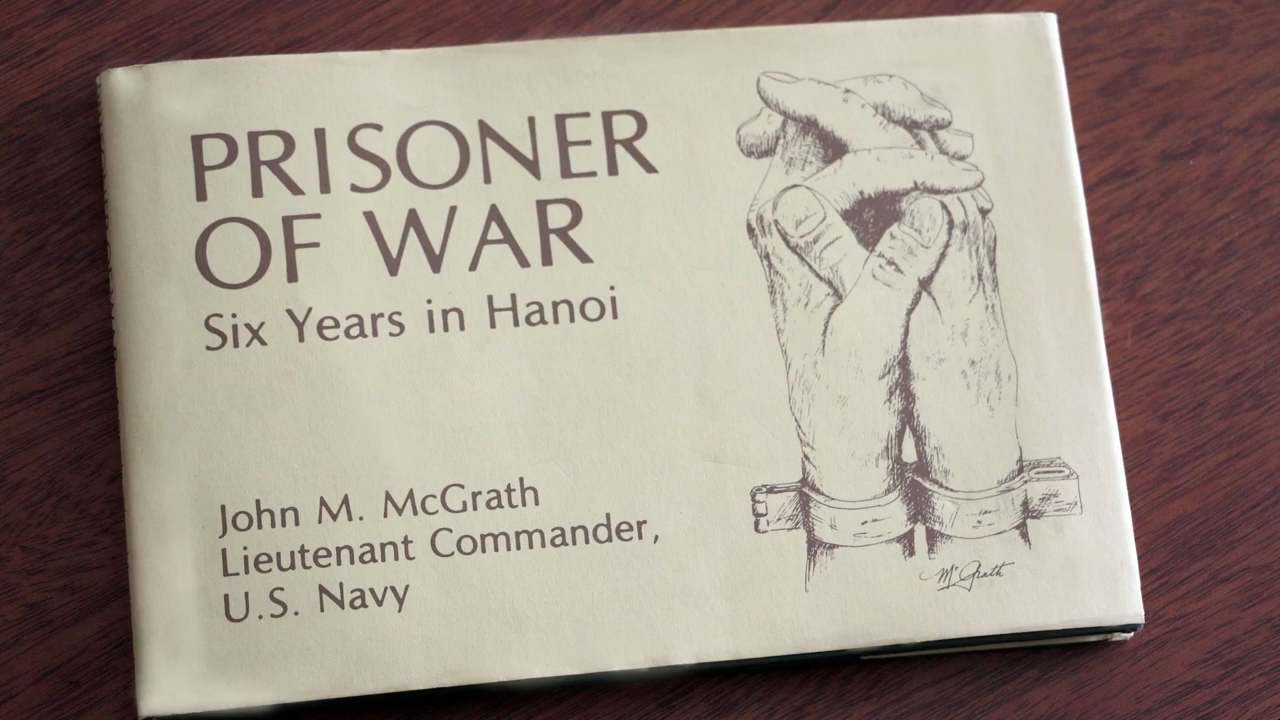 PRISONER
OF WAR
Six Years in Hanoi
John M. McGrath
Lieutenant Commander,
U.S. Navy
McGrath